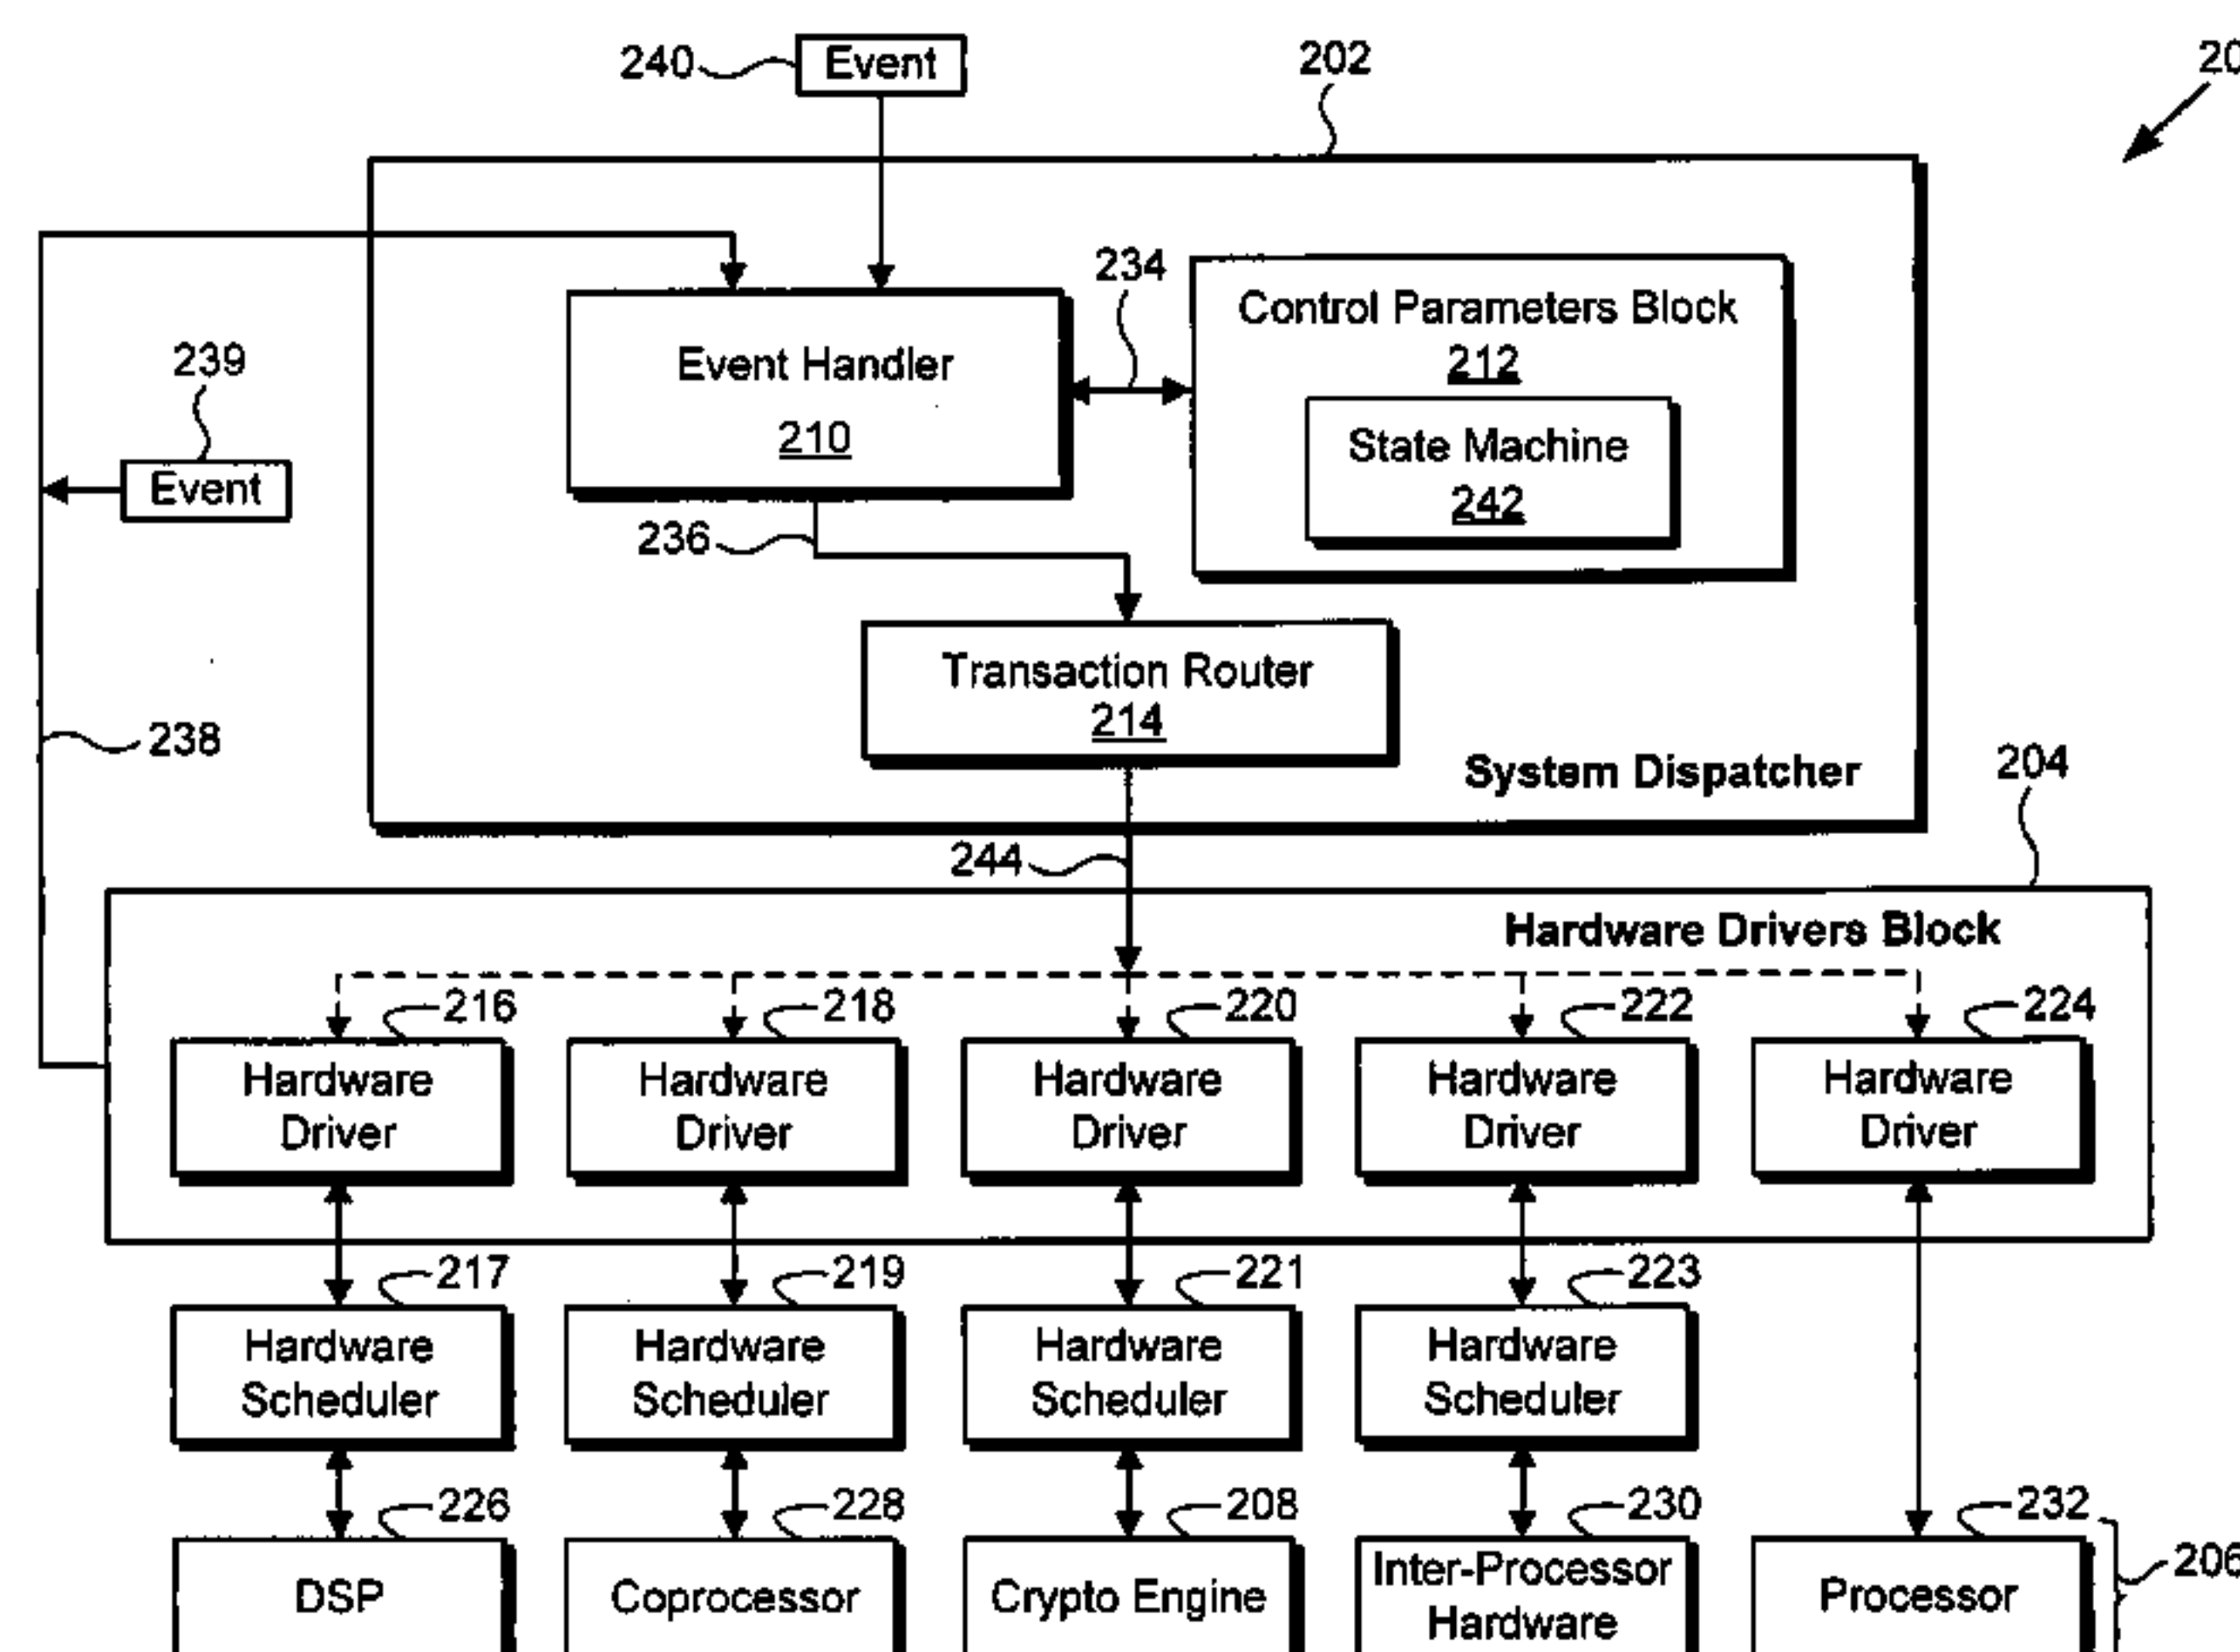 240
Event
202
20
234
Control Parameters Block
212
Event Handler
210
State Machine
242
239
Event
236
Transaction Router
214
238
System Dispatcher
204
244
Hardware Drivers Block
216
218
220
222
224
Hardware
Driver
Hardware
Driver
Hardware
Driver
Hardware
Driver
Hardware
Driver
217
219
221
223
Hardware
Scheduler
Hardware
Scheduler
Hardware
Scheduler
Hardware
Scheduler
226
228
208
230
232
206
DSP
Coprocessor
Crypto Engine
Inter-Processor
Hardware
Processor